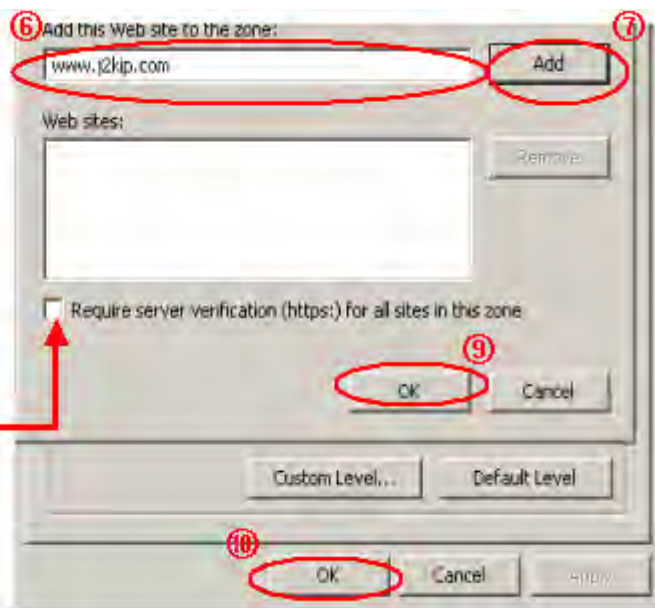 ⑥ Add this Web site to the zone: ⑦
www.j2kip.com Add
Web sites:
Remove
Require server verification (https:) for all sites in this zone
⑨
OK Cancel
Custom Level... Default Level
⑩
OK Cancel Apply